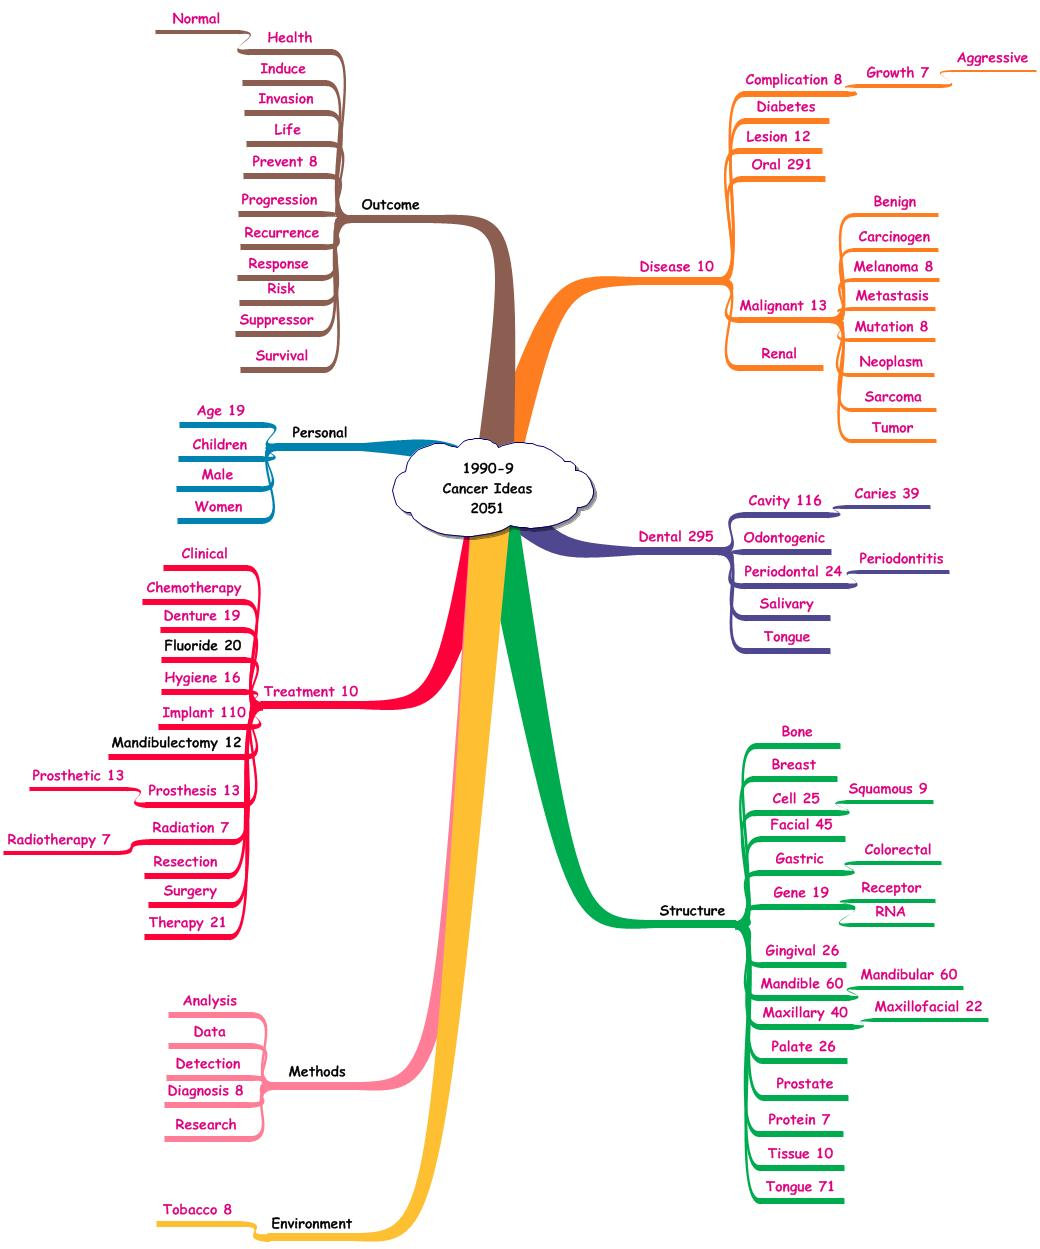 1990-9
Cancer Ideas
2051
Outcome
Normal
Health
Induce
Invasion
Life
Prevent 8
Progression
Recurrence
Response
Risk
Suppressor
Survival
Personal
Age 19
Children
Male
Women
Treatment 10
Clinical
Chemotherapy
Denture 19
Fluoride 20
Hygiene 16
Implant 110
Mandibulectomy 12
Prosthetic 13
Prosthesis 13
Radiation 7
Radiotherapy 7
Resection
Surgery
Therapy 21
Methods
Analysis
Data
Detection
Diagnosis 8
Research
Environment
Tobacco 8
Disease 10
Complication 8
Growth 7
Aggressive
Diabetes
Lesion 12
Oral 291
Malignant 13
Benign
Carcinogen
Melanoma 8
Metastasis
Mutation 8
Neoplasm
Sarcoma
Tumor
Renal
Dental 295
Cavity 116
Caries 39
Odontogenic
Periodontal 24
Periodontitis
Salivary
Tongue
Structure
Bone
Breast
Cell 25
Squamous 9
Facial 45
Gastric
Colorectal
Gene 19
Receptor
RNA
Gingival 26
Mandible 60
Mandibular 60
Maxillary 40
Maxillofacial 22
Palate 26
Prostate
Protein 7
Tissue 10
Tongue 71